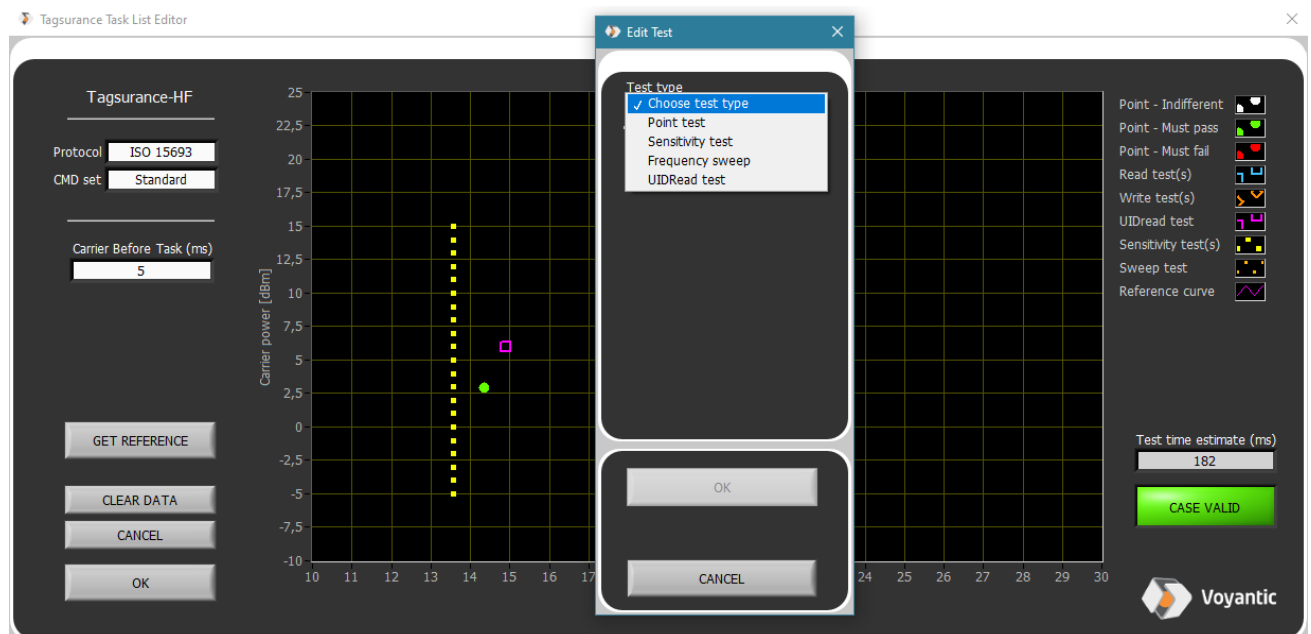 Tagsurance Task List Editor
Edit Test
Tagsurance-HF
Protocol ISO 15693
CMD set Standard
Carrier Before Task (ms)
5
GET REFERENCE
CLEAR DATA
CANCEL
OK
Carrier power [dBm]
25
22,5
20
17,5
15
12,5
10
7,5
5
2,5
0
-2,5
-5
-7,5
-10
10 11 12 13 14 15 16 17 24 25 26 27 28 29 30
Test type
Choose test type
Point test
Sensitivity test
Frequency sweep
UIDRead test
OK
CANCEL
Point - Indifferent
Point - Must pass
Point - Must fail
Read test(s)
Write test(s)
UIDread test
Sensitivity test(s)
Sweep test
Reference curve
Test time estimate (ms)
182
CASE VALID
Voyantic